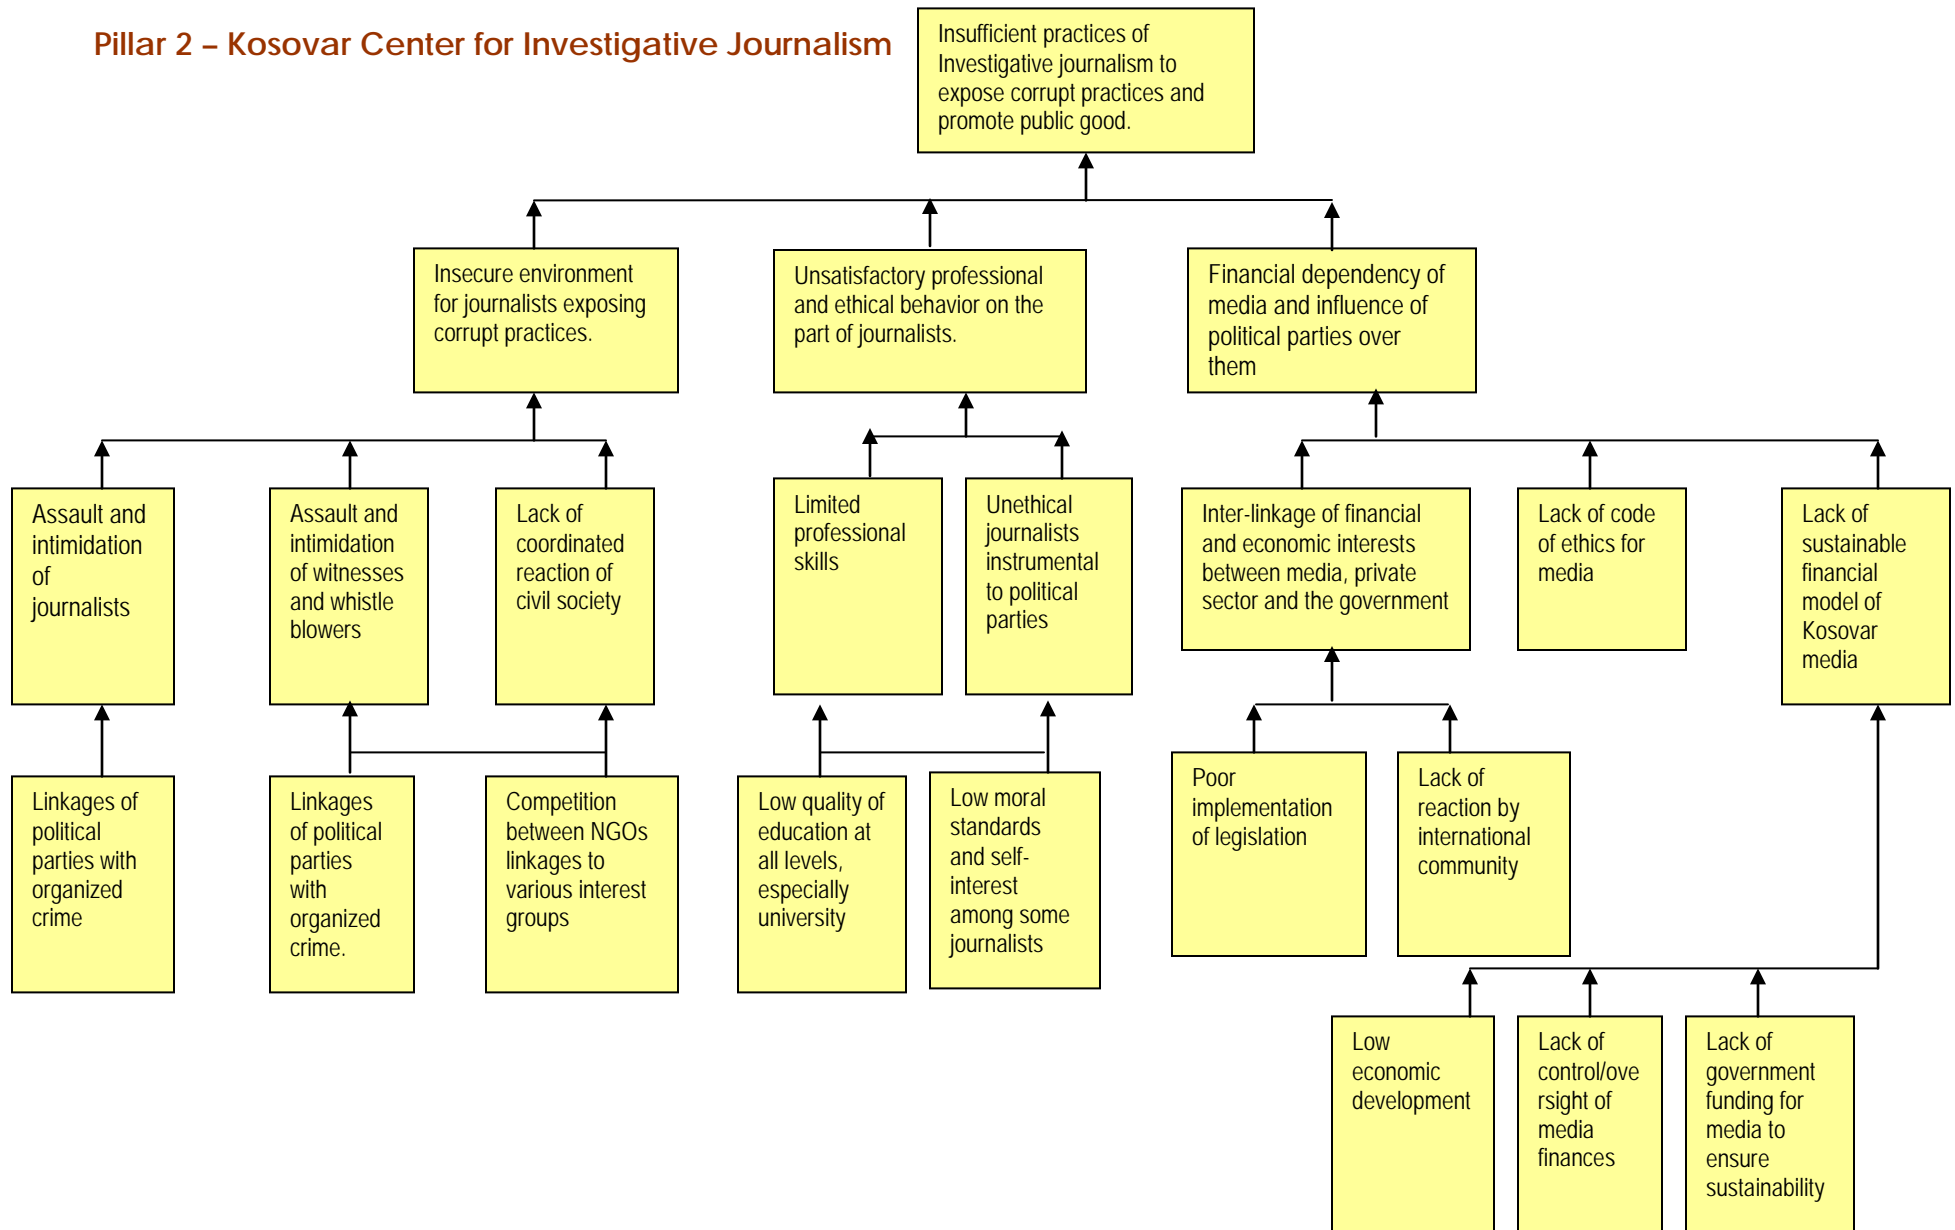 Pillar 2 – Kosovar Center for Investigative Journalism
Insufficient practices of
Investigative journalism to
expose corrupt practices and
promote public good.
Insecure environment
for journalists exposing
corrupt practices.
Unsatisfactory professional
and ethical behavior on the
part of journalists.
Financial dependency of
media and influence of
political parties over
them
Assault and
intimidation
of
journalists
Assault and
intimidation
of witnesses
and whistle
blowers
Lack of
coordinated
reaction of
civil society
Limited
professional
skills
Unethical
journalists
instrumental
to political
parties
Inter-linkage of financial
and economic interests
between media, private
sector and the government
Lack of code
of ethics for
media
Lack of
sustainable
financial
model of
Kosovar
media
Linkages of
political
parties with
organized
crime
Linkages
of political
parties
with
organized
crime.
Competition
between NGOs
linkages to
various interest
groups
Low quality of
education at
all levels,
especially
university
Low moral
standards
and self-
interest
among some
journalists
Poor
implementation
of legislation
Lack of
reaction by
international
community
Low
economic
development
Lack of
control/ove
rsight of
media
finances
Lack of
government
funding for
media to
ensure
sustainability